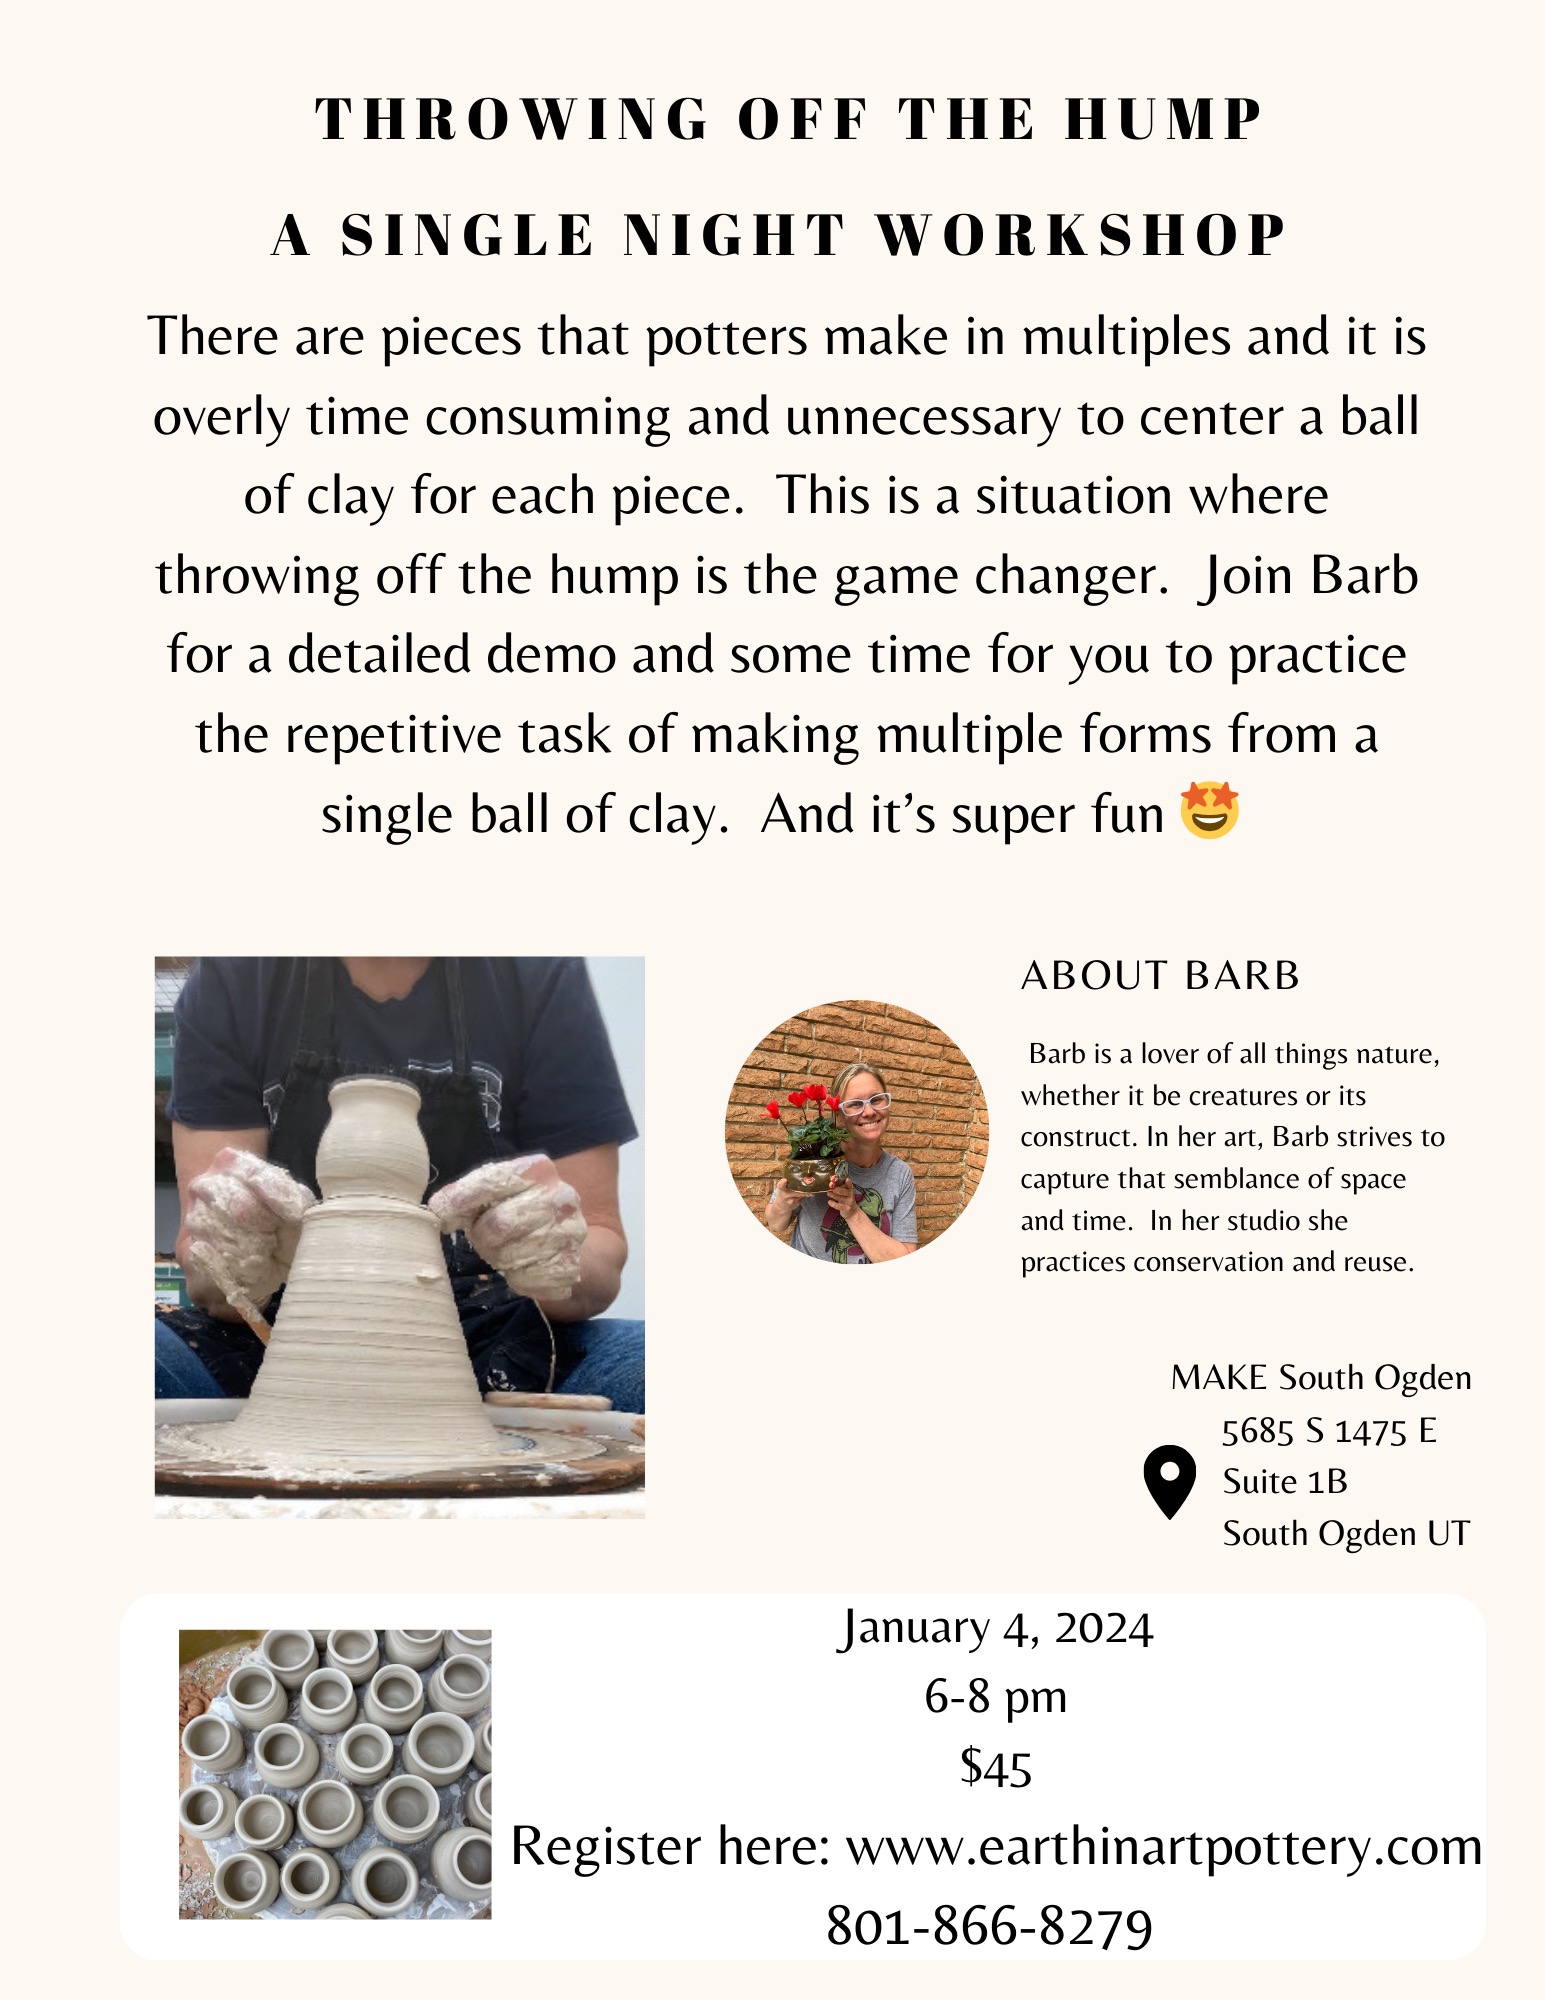 THROWING OFF THE HUMP
A SINGLE NIGHT WORKSHOP
There are pieces that potters make in multiples and it is
overly time consuming and unnecessary to center a ball
of clay for each piece.  This is a situation where
throwing off the hump is the game changer.  Join Barb
for a detailed demo and some time for you to practice
the repetitive task of making multiple forms from a
single ball of clay.  And it’s super fun 🤩
ABOUT BARB
Barb is a lover of all things nature,
whether it be creatures or its
construct. In her art, Barb strives to
capture that semblance of space
and time.  In her studio she
practices conservation and reuse.
MAKE South Ogden
5685 S 1475 E
Suite 1B
South Ogden UT
January 4, 2024
6-8 pm
$45
Register here: www.earthinartpottery.com
801-866-8279